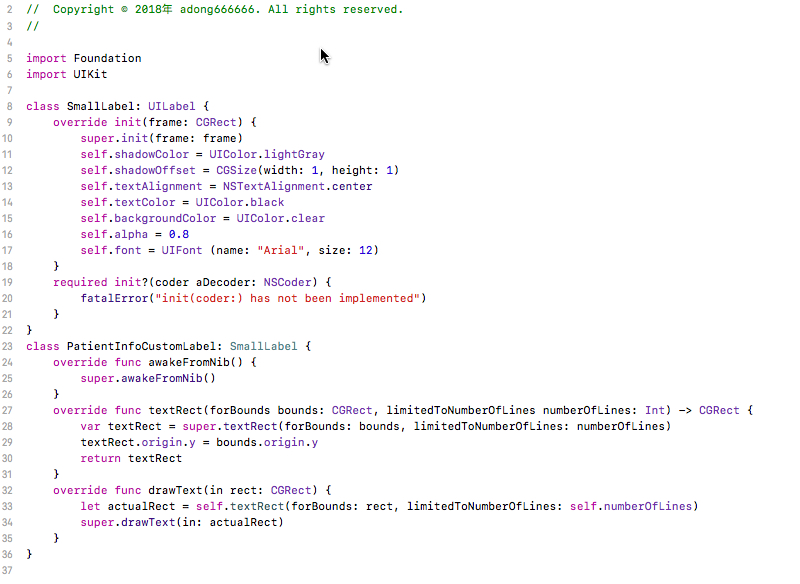 2 //  Copyright © 2018年 adong666666. All rights reserved.
3 //
4
5 import Foundation
6 import UIKit
7
8 class SmallLabel: UILabel {
9     override init(frame: CGRect) {
10         super.init(frame: frame)
11         self.shadowColor = UIColor.lightGray
12         self.shadowOffset = CGSize(width: 1, height: 1)
13         self.textAlignment = NSTextAlignment.center
14         self.textColor = UIColor.black
15         self.backgroundColor = UIColor.clear
16         self.alpha = 0.8
17         self.font = UIFont (name: "Arial", size: 12)
18     }
19     required init?(coder aDecoder: NSCoder) {
20         fatalError("init(coder:) has not been implemented")
21     }
22 }
23 class PatientInfoCustomLabel: SmallLabel {
24     override func awakeFromNib() {
25         super.awakeFromNib()
26     }
27     override func textRect(forBounds bounds: CGRect, limitedToNumberOfLines numberOfLines: Int) -> CGRect {
28         var textRect = super.textRect(forBounds: bounds, limitedToNumberOfLines: numberOfLines)
29         textRect.origin.y = bounds.origin.y
30         return textRect
31     }
32     override func drawText(in rect: CGRect) {
33         let actualRect = self.textRect(forBounds: rect, limitedToNumberOfLines: self.numberOfLines)
34         super.drawText(in: actualRect)
35     }
36 }
37